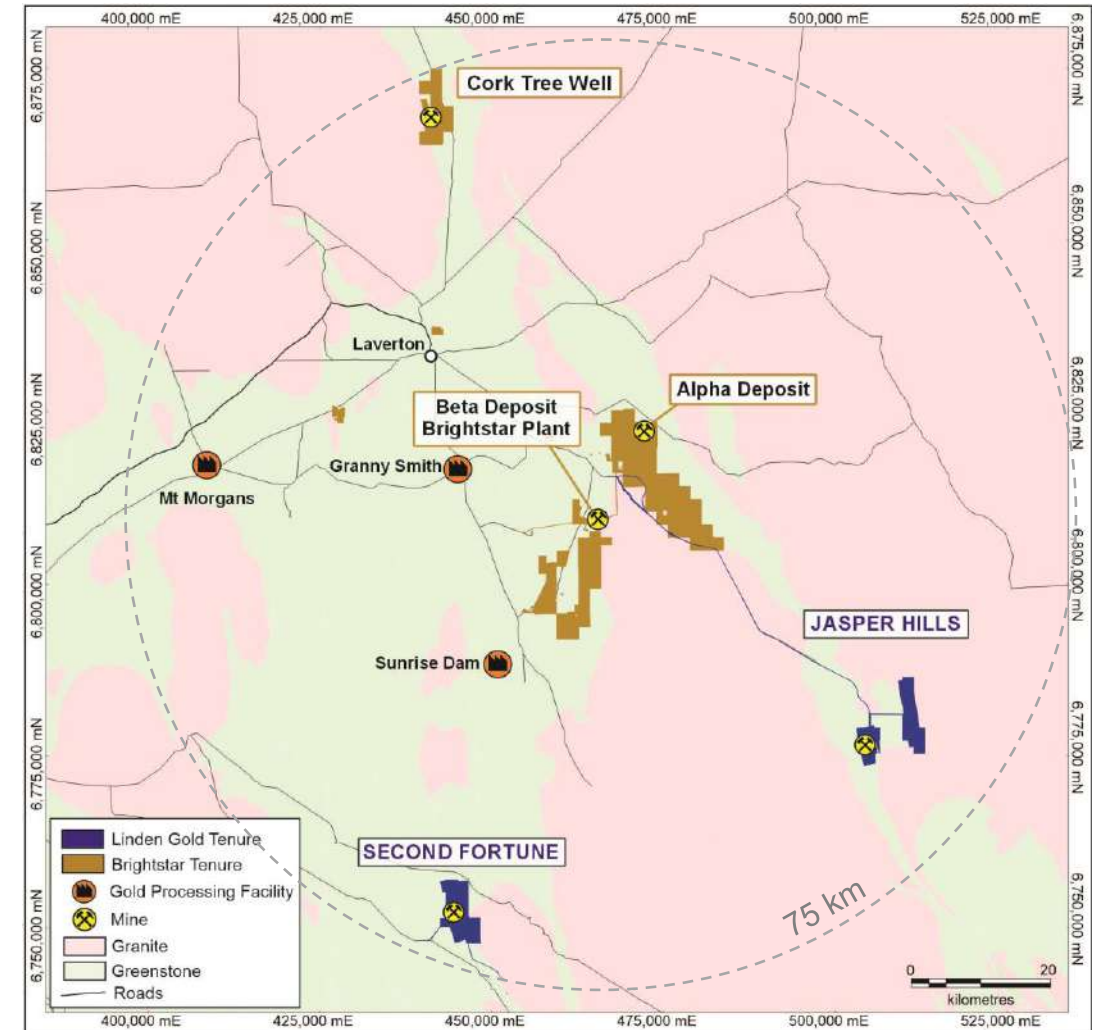 400,000 mE
425,000 mE
450,000 mE
475,000 mE
500,000 mE
525,000 mE
6,875,000 mN
6,875,000 mN
Cork Tree Well
6,850,000 mN
6,850,000 mN
Laverton
Alpha Deposit
Beta Deposit
Brightstar Plant
6,825,000 mN
6,825,000 mN
Granny Smith
Mt Morgans
6,800,000 mN
6,800,000 mN
JASPER HILLS
Sunrise Dam
6,775,000 mN
6,775,000 mN
SECOND FORTUNE
75 km
6,750,000 mN
6,750,000 mN
Linden Gold Tenure
Brightstar Tenure
Gold Processing Facility
Mine
Granite
Greenstone
Roads
0
20
kilometres
400,000 mE
425,000 mE
450,000 mE
475,000 mE
500,000 mE
525,000 mE